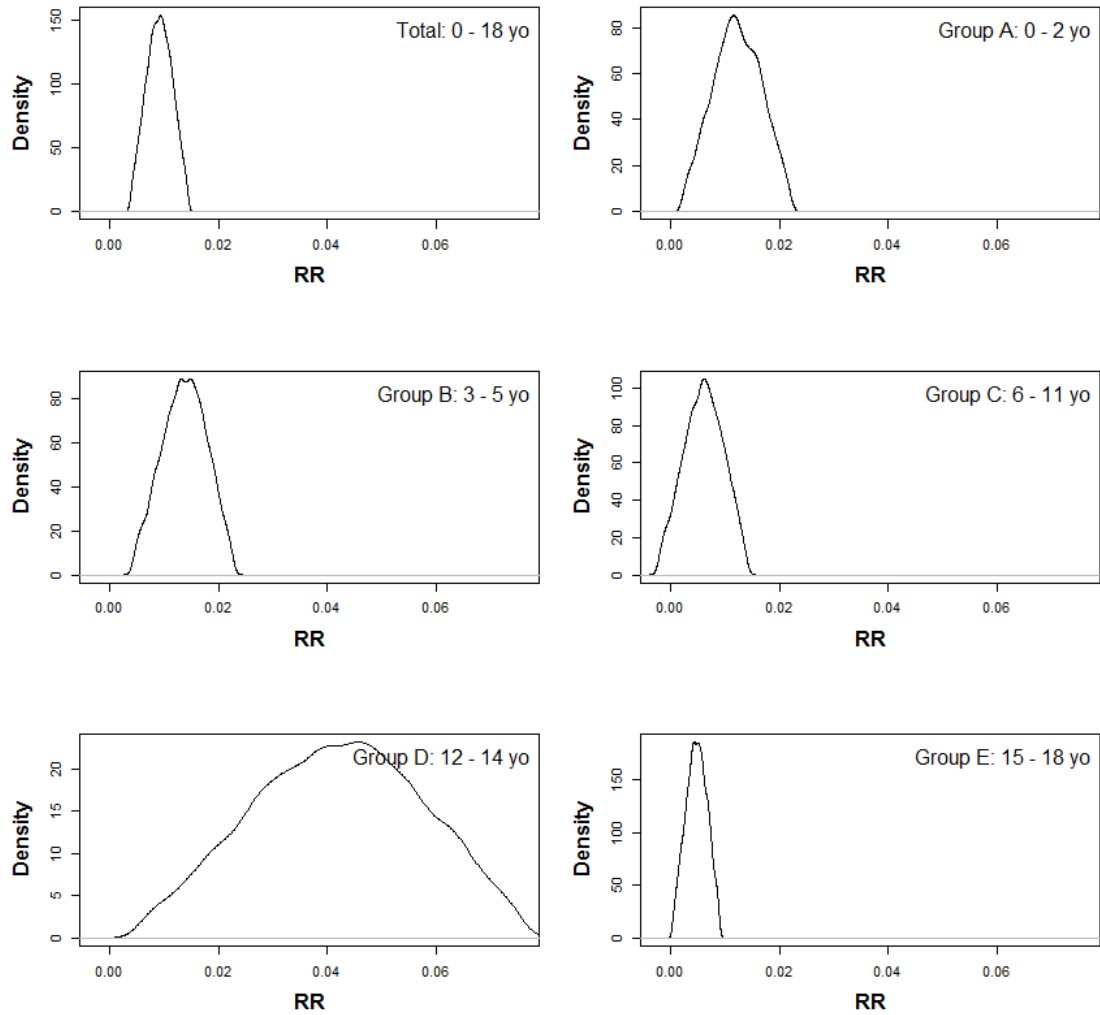 Total: 0 - 18 yo
Density
0 50 100 150
0.00 0.02 0.04 0.06
RR
Group A: 0 - 2 yo
Density
0 20 40 60 80
0.00 0.02 0.04 0.06
RR
Group B: 3 - 5 yo
Density
0 20 40 60 80
0.00 0.02 0.04 0.06
RR
Group C: 6 - 11 yo
Density
0 20 40 60 80 100
0.00 0.02 0.04 0.06
RR
Group D: 12 - 14 yo
Density
0 5 10 15 20
0.00 0.02 0.04 0.06
RR
Group E: 15 - 18 yo
Density
0 50 100 150
0.00 0.02 0.04 0.06
RR